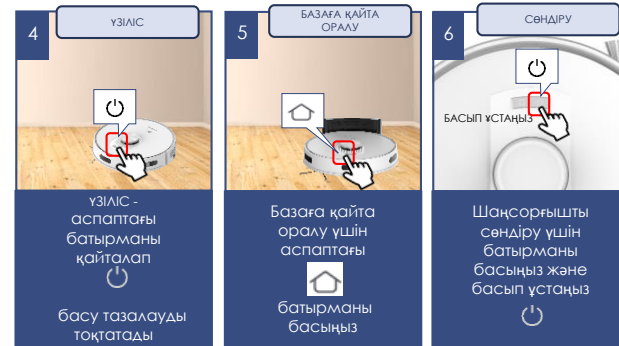 4
ҮЗІЛІС
ҮЗІЛІС -
аспаптағы
батырманы
қайталап
басу тазалауды
тоқтатады
5
БАЗАҒА ҚАЙТА
ОРАЛУ
Базаға қайта
оралу үшін
аспаптағы
батырманы
басыңыз
6
СӨНДІРУ
БАСЫП ҰСТАҢЫЗ
Шаңсорғышты
сөндіру үшін
батырманы
басыңыз және
басып ұстаңыз